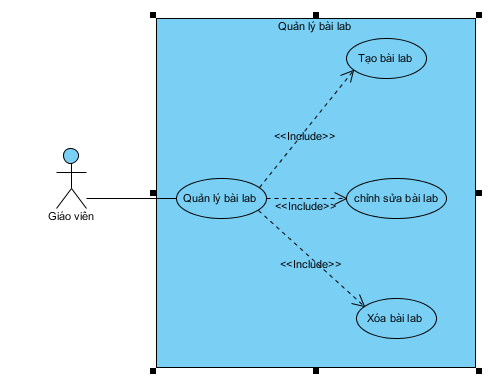 Quản lý bài lab
Tạo bài lab
<<Include>>
Quản lý bài lab
<<Include>>
chỉnh sửa bài lab
Giáo viên
<<Include>>
Xóa bài lab